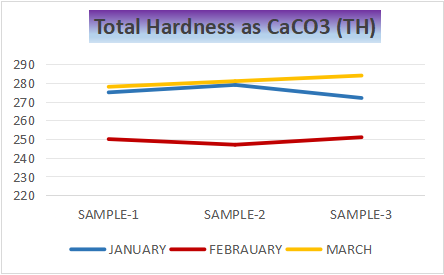 Total Hardness as CaCO3 (TH)
290
280
270
260
250
240
230
220
SAMPLE-1 SAMPLE-2 SAMPLE-3
JANUARY FEBRAUARY MARCH